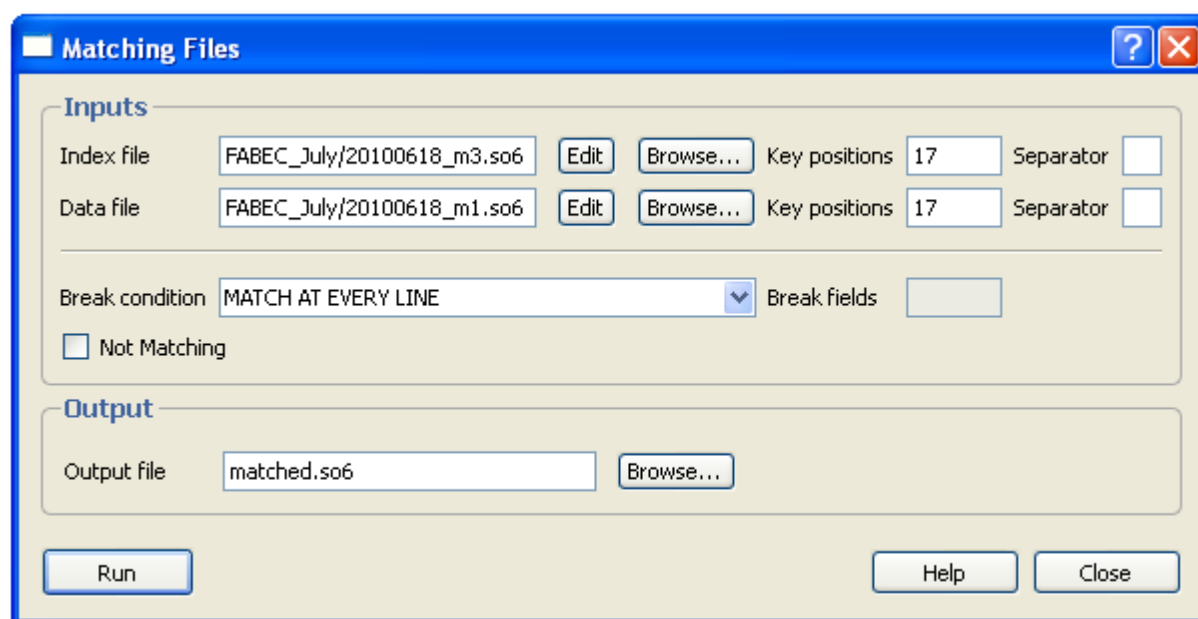 Matching Files
Inputs
Index file FABEC_July/20100618_m3.so6 Edit Browse... Key positions 17 Separator
Data file FABEC_July/20100618_m1.so6 Edit Browse... Key positions 17 Separator
Break condition MATCH AT EVERY LINE Break fields
Not Matching
Output
Output file matched.so6 Browse...
Run Help Close